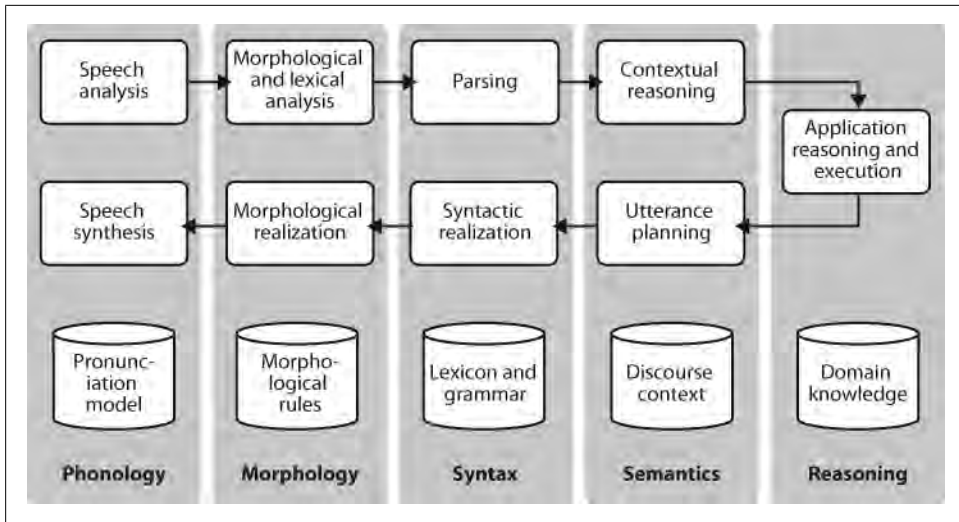 Speech
analysis
Morphological
and lexical
analysis
Parsing
Contextual
reasoning
Application
reasoning and
execution
Speech
synthesis
Morphological
realization
Syntactic
realization
Utterance
planning
Pronunc-
iation
model
Morpho-
logical
rules
Lexicon and
grammar
Discourse
context
Domain
knowledge
Phonology
Morphology
Syntax
Semantics
Reasoning